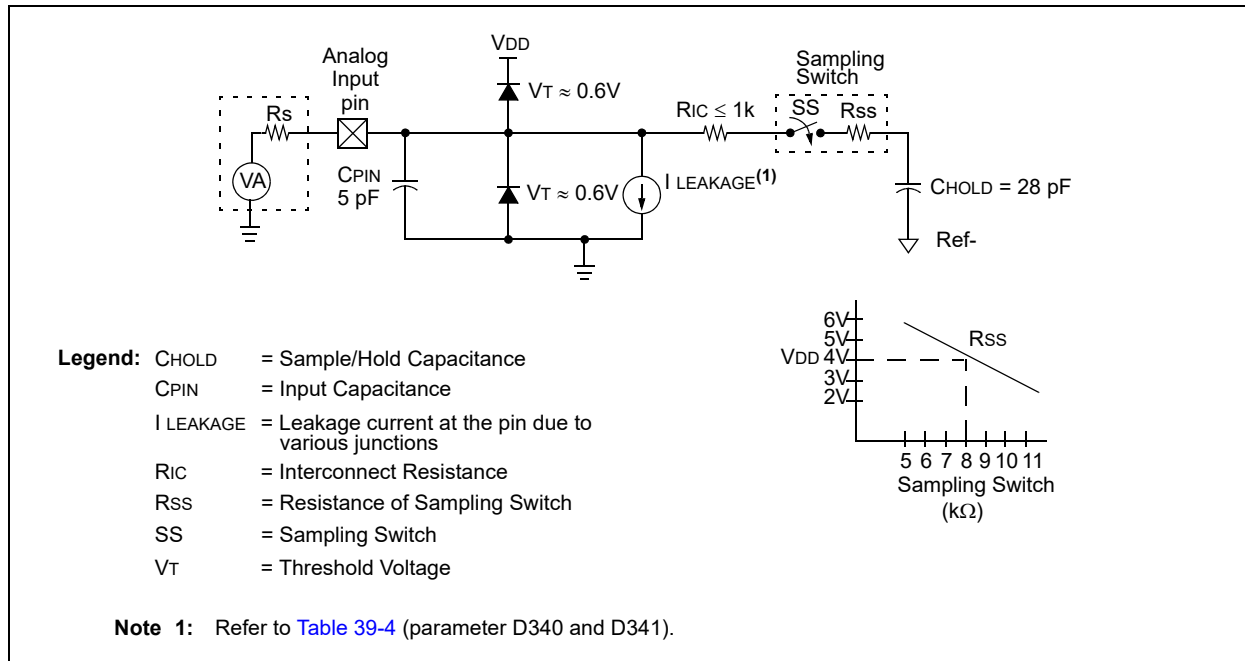 VDD
Analog
Input
pin
Sampling
Switch
VT ≈ 0.6V
RIC ≤ 1k
SS
RSS
Rs
VA
CPIN
5 pF
VT ≈ 0.6V
I LEAKAGE(1)
CHOLD = 28 pF
Ref-
6V
5V
VDD 4V
3V
2V
RSS
5 6 7 8 9 10 11
Sampling Switch
(kΩ)
Legend: CHOLD = Sample/Hold Capacitance
CPIN = Input Capacitance
I LEAKAGE = Leakage current at the pin due to
various junctions
RIC = Interconnect Resistance
RSS = Resistance of Sampling Switch
SS = Sampling Switch
VT = Threshold Voltage
Note 1: Refer to Table 39-4 (parameter D340 and D341).